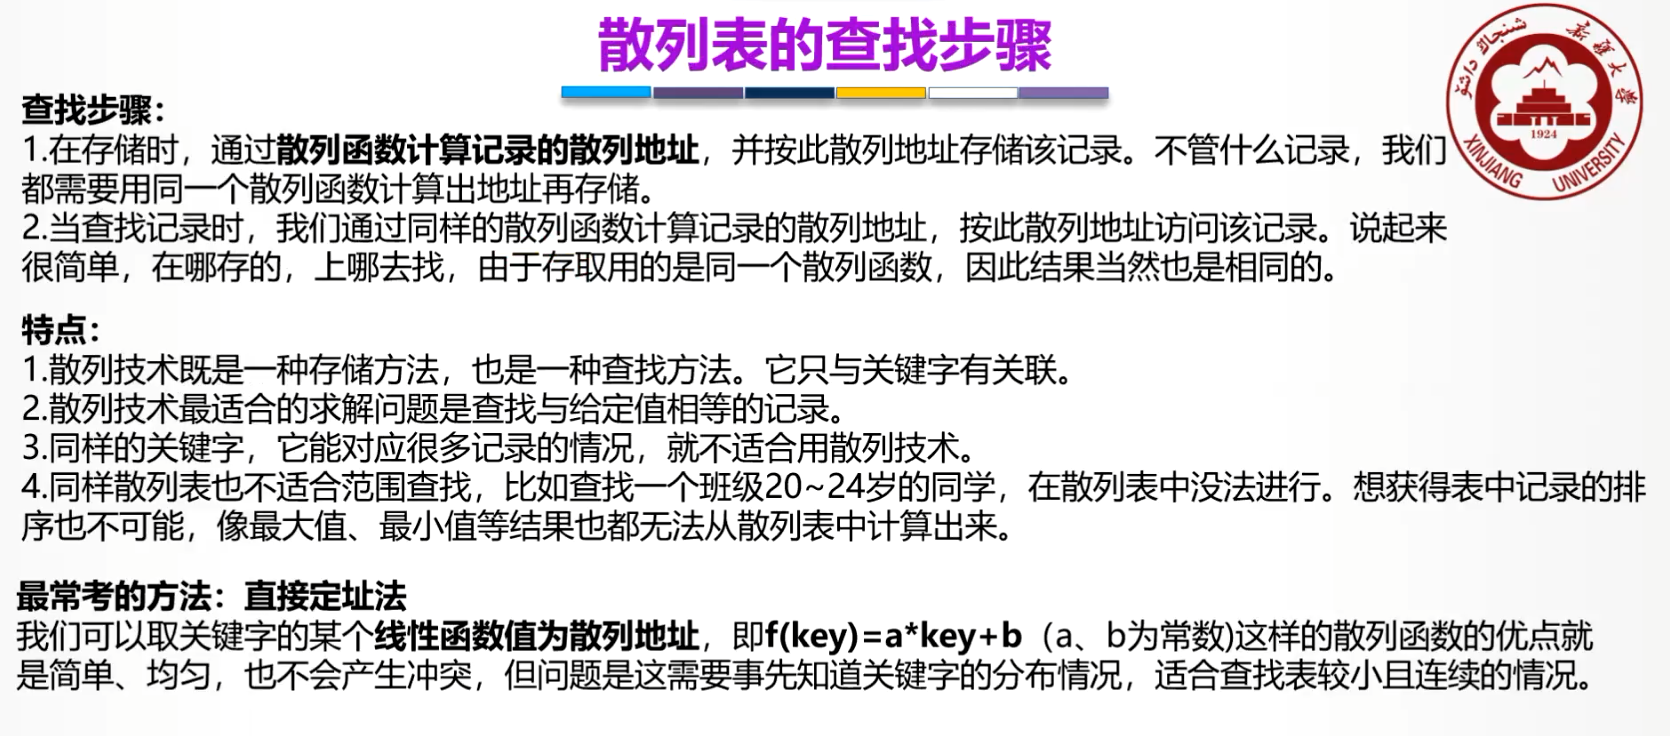 散列表的查找步骤
查找步骤：
1.在存储时，通过散列函数计算记录的散列地址，并按此散列地址存储该记录。不管什么记录，我们
都需要用同一个散列函数计算出地址再存储。
2.当查找记录时，我们通过同样的散列函数计算记录的散列地址，按此散列地址访问该记录。说起来
很简单，在哪存的，上哪去找，由于存取用的是同一个散列函数，因此结果当然也是相同的。
特点：
1.散列技术既是一种存储方法，也是一种查找方法。它只与关键字有关联。
2.散列技术最适合的求解问题是查找与给定值相等的记录。
3.同样的关键字，它能对应很多记录的情况，就不适合用散列技术。
4.同样散列表也不适合范围查找，比如查找一个班级20~24岁的同学，在散列表中没法进行。想获得表中记录的排
序也不可能，像最大值、最小值等结果也都无法从散列表中计算出来。
最常考的方法：直接定址法
我们可以取关键字的某个线性函数值为散列地址，即f(key)=a*key+b（a、b为常数)这样的散列函数的优点就
是简单、均匀，也不会产生冲突，但问题是这需要事先知道关键字的分布情况，适合查找表较小且连续的情况。
新疆大学
1924
XINJIANG UNIVERSITY